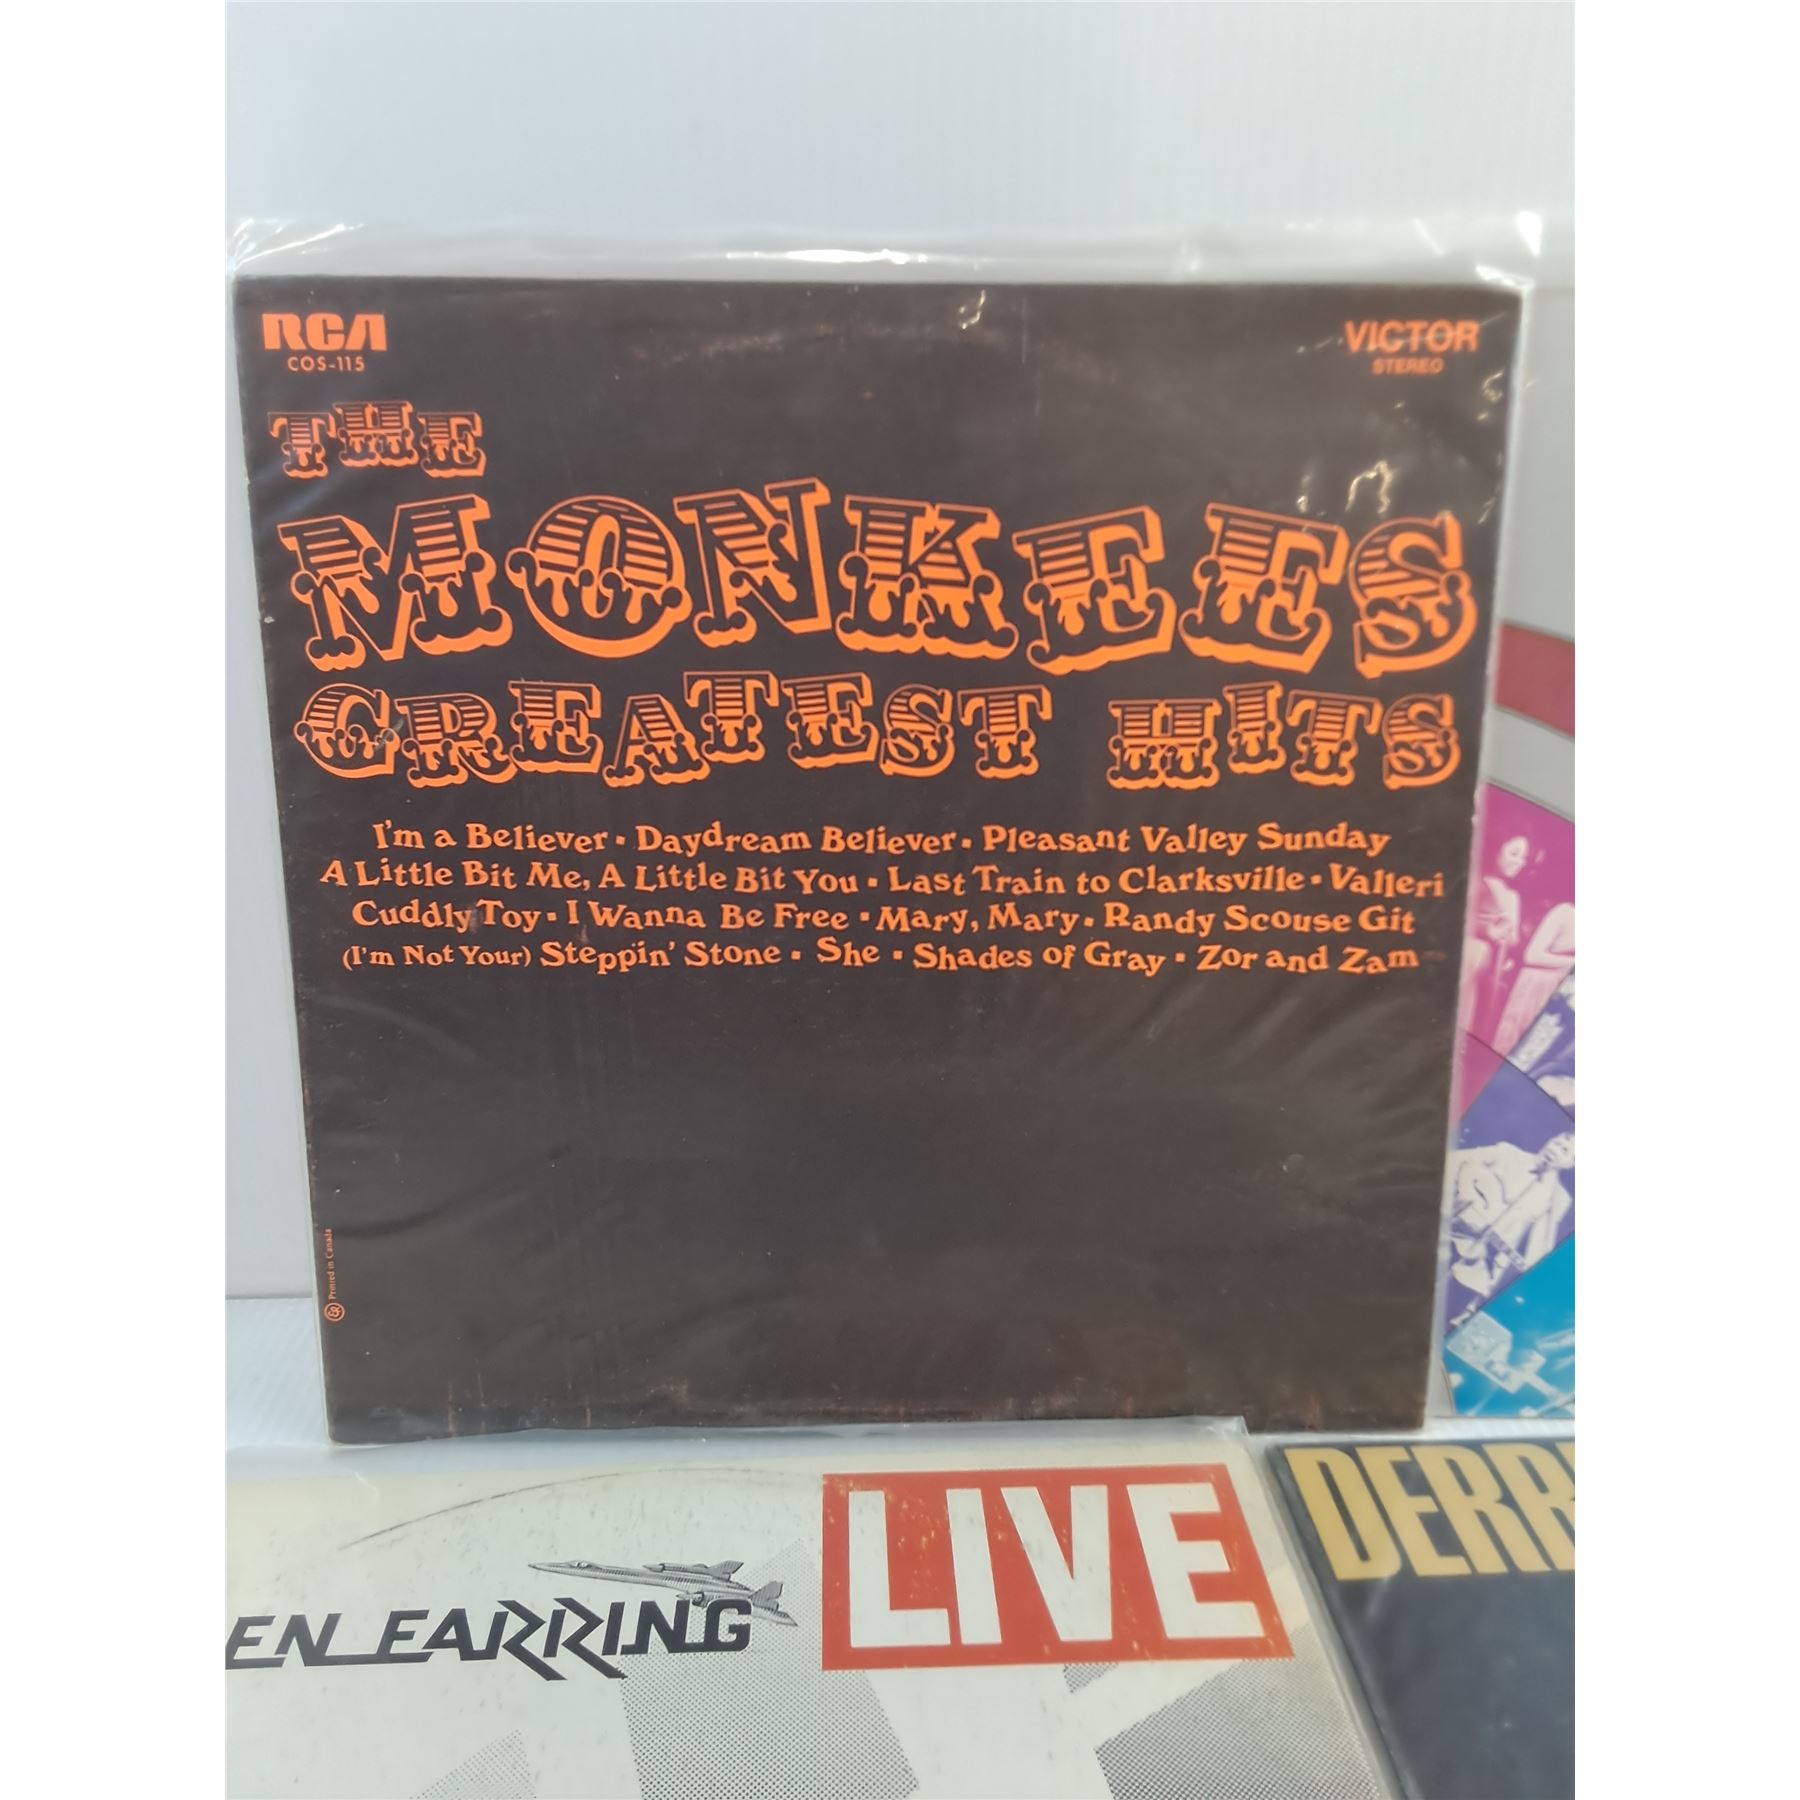 RCA
COS-115
VICTOR
STEREO
THE
MONKEES
GREATEST HITS
I'm a Believer ▪ Daydream Believer ▪ Pleasant Valley Sunday
A Little Bit Me, A Little Bit You ▪ Last Train to Clarksville ▪ Valleri
Cuddly Toy ▪ I Wanna Be Free ▪ Mary, Mary ▪ Randy Scouse Git
(I'm Not Your) Steppin' Stone ▪ She ▪ Shades of Gray ▪ Zor and Zam
Printed in Canada
EN EARRING
LIVE
DERR